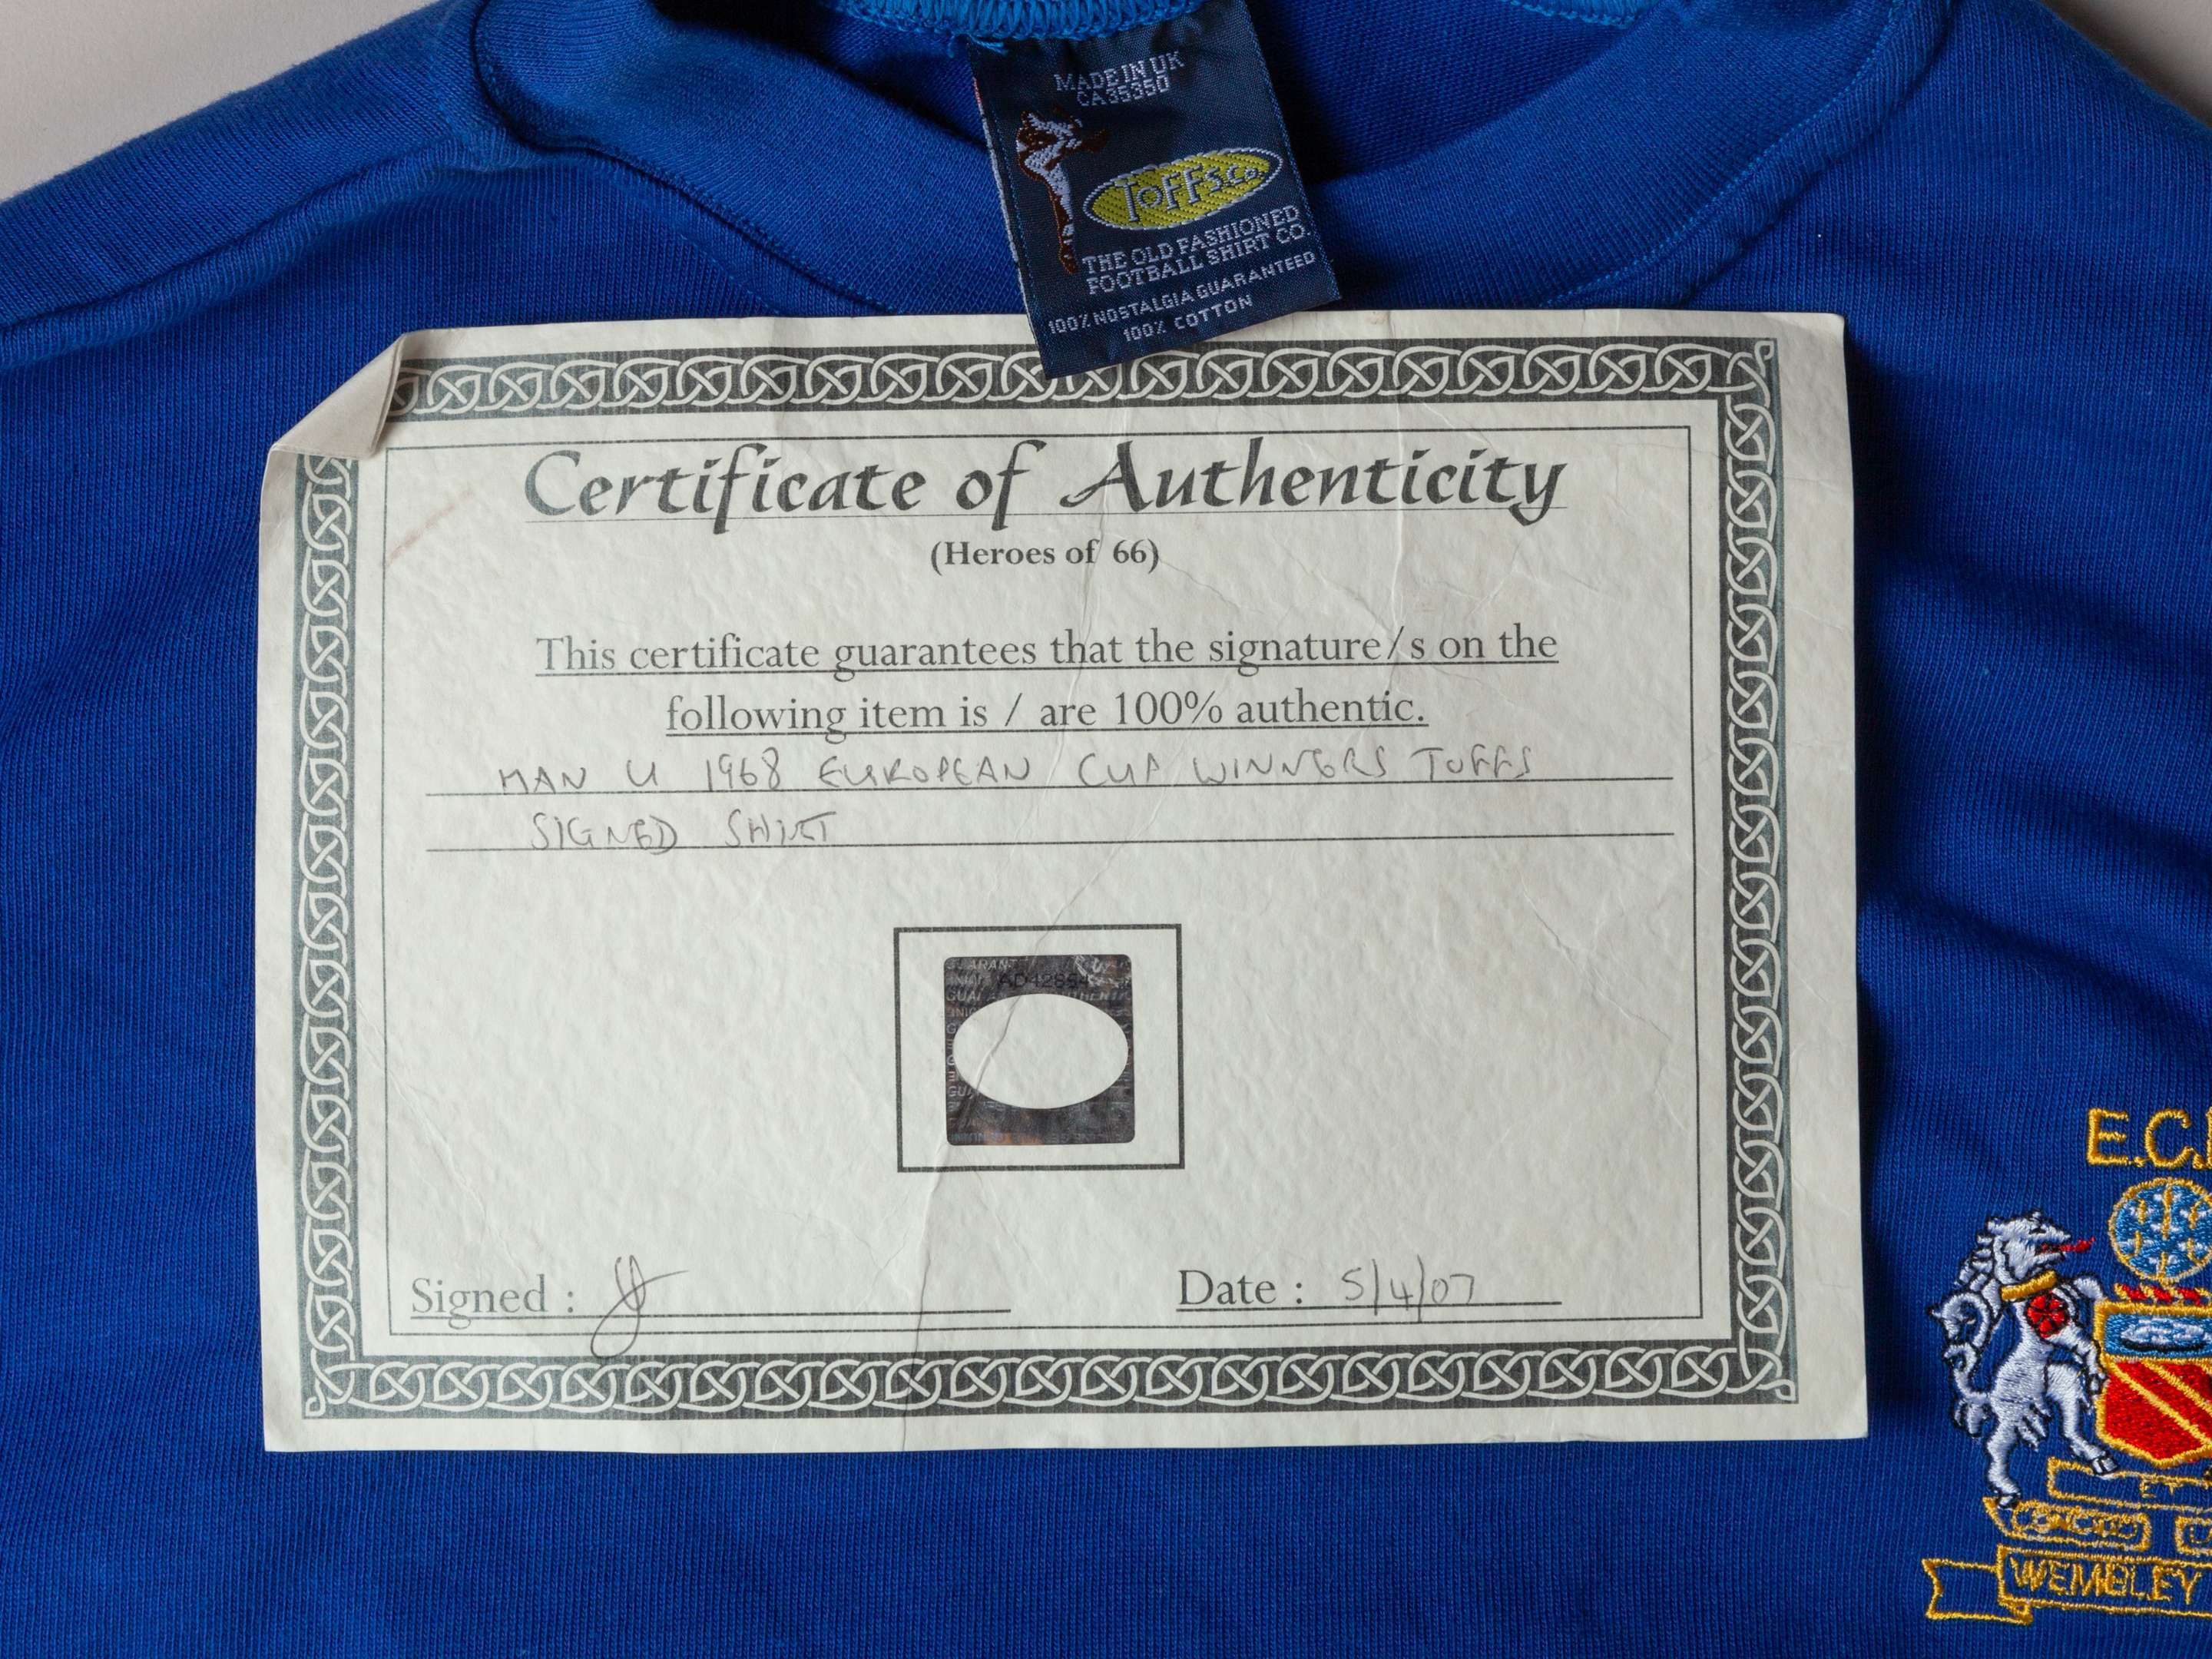 MADE IN UK
CA35350
TOFFS.Co.
THE OLD FASHIONED
FOOTBALL SHIRT CO.
100% NOSTALGIA GUARANTEED
100% COTTON
Certificate of Authenticity
(Heroes of 66)
This certificate guarantees that the signature/s on the
following item is / are 100% authentic.
MAN U 1968 EUROPEAN CUP WINNERS TOFFS
SIGNED SHIRT
Signed :
Date : 5/4/07
E.C.
WEMBLEY